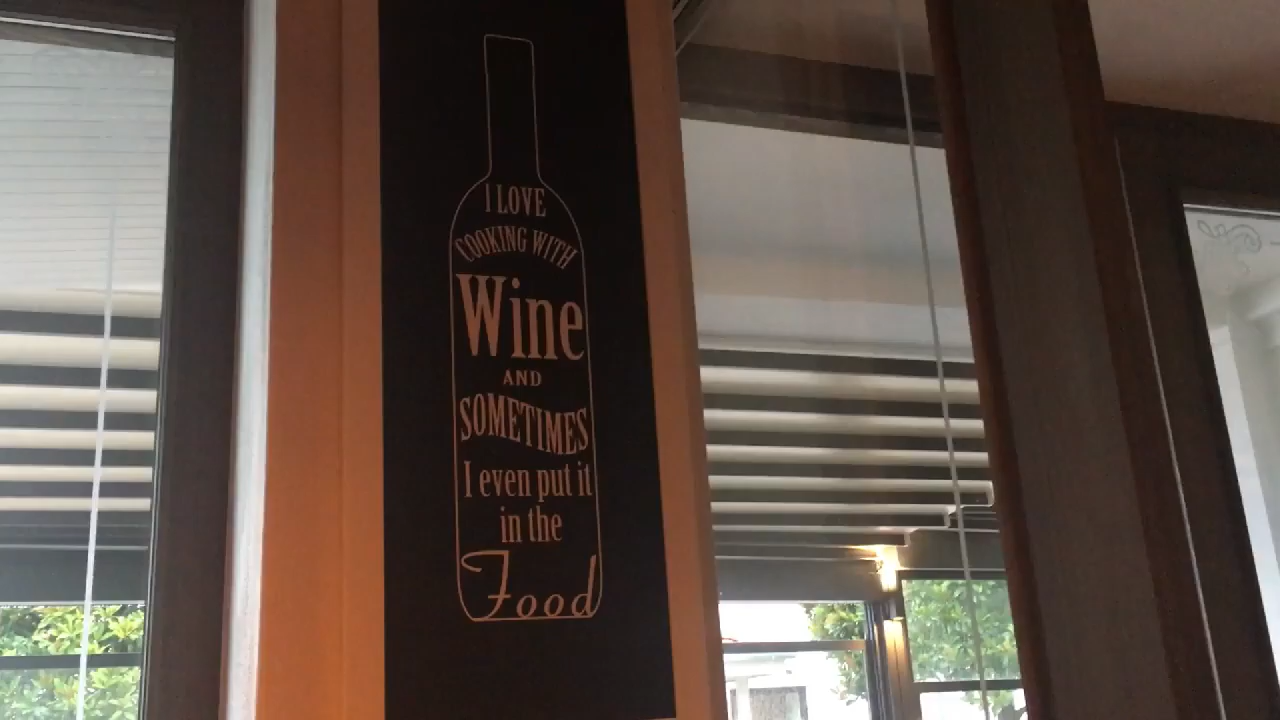 I LOVE
COOKING WITH
Wine
AND
SOMETIMES
I even put it
in the
Food